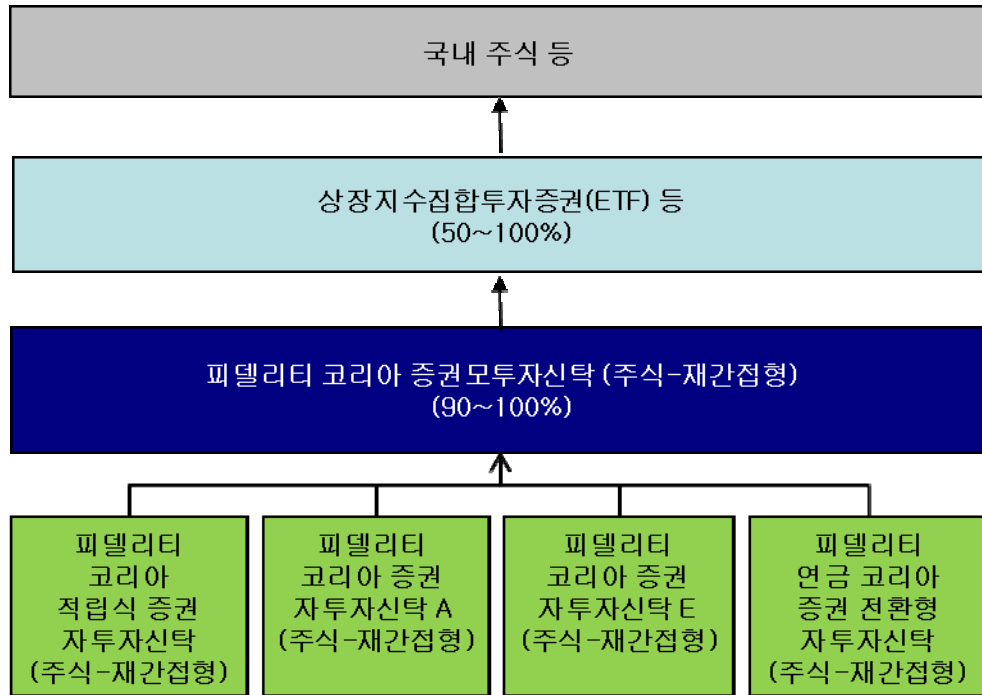 국내 주식 등
상장지수집합투자증권(ETF) 등
(50~100%)
피델리티 코리아 증권모투자신탁 (주식-재간접형)
(90~100%)
피델리티
코리아
적립식 증권
자투자신탁
(주식-재간접형)
피델리티
코리아 증권
자투자신탁 A
(주식-재간접형)
피델리티
코리아 증권
자투자신탁 E
(주식-재간접형)
피델리티
연금 코리아
증권 전환형
자투자신탁
(주식-재간접형)